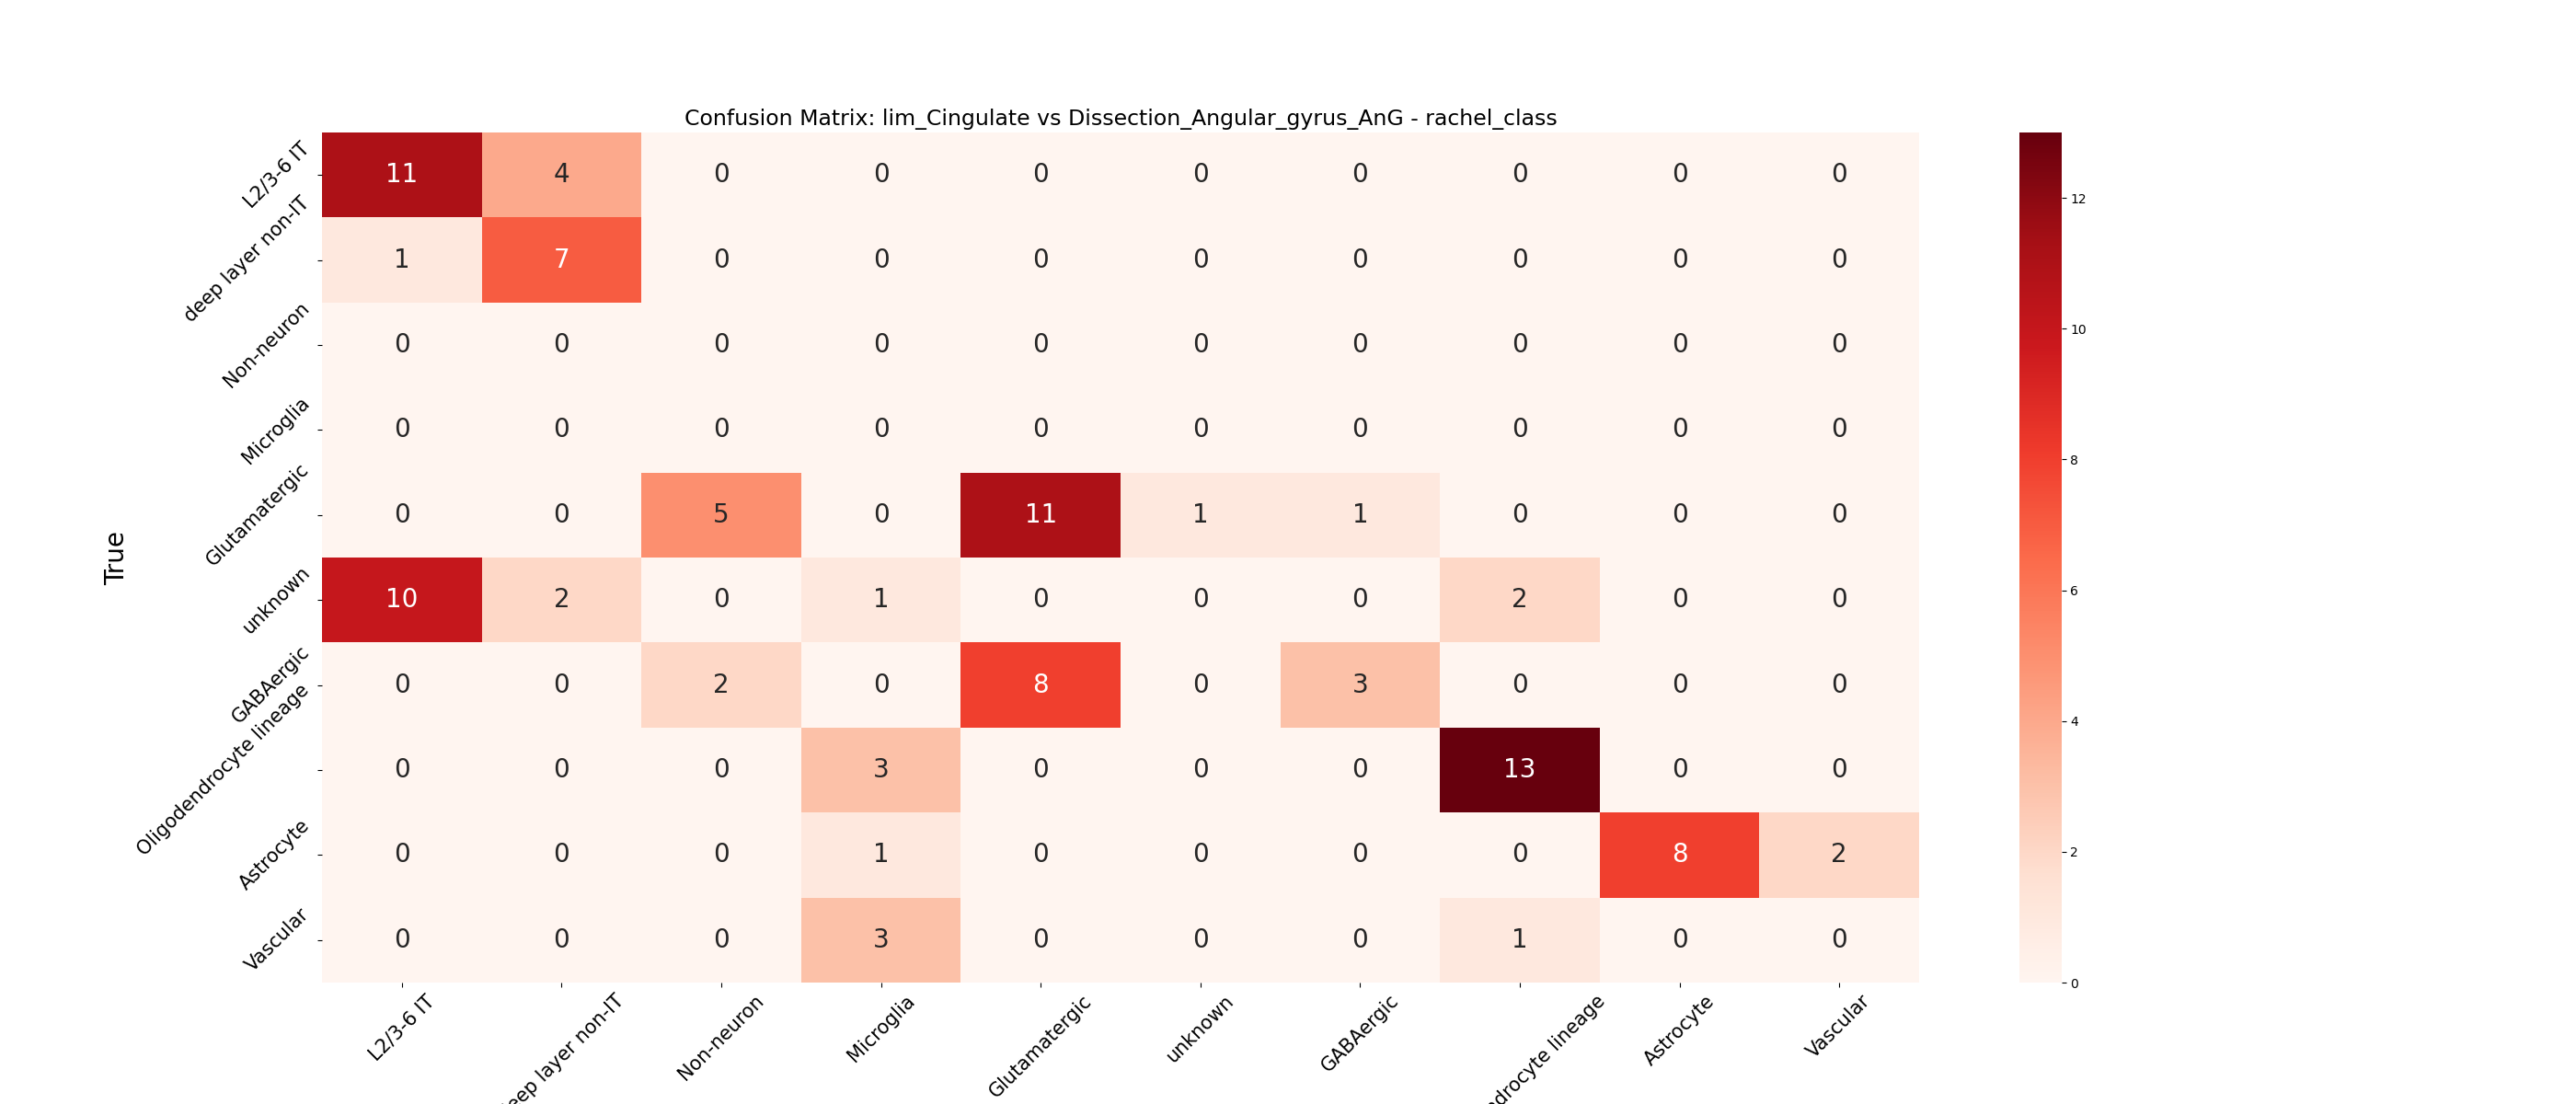 Confusion Matrix: lim_Cingulate vs Dissection_Angular_gyrus_AnG - rachel_class
True
L2/3-6 IT 11 4 0 0 0 0 0 0 0 0
deep layer non-IT 1 7 0 0 0 0 0 0 0 0
Non-neuron 0 0 0 0 0 0 0 0 0 0
Microglia 0 0 0 0 0 0 0 0 0 0
Glutamatergic 0 0 5 0 11 1 1 0 0 0
unknown 10 2 0 1 0 0 0 2 0 0
GABAergic 0 0 2 0 8 0 3 0 0 0
Oligodendrocyte lineage 0 0 0 3 0 0 0 13 0 0
Astrocyte 0 0 0 1 0 0 0 0 8 2
Vascular 0 0 0 3 0 0 0 1 0 0
L2/3-6 IT
eep layer non-IT
Non-neuron
Microglia
Glutamatergic
unknown
GABAergic
ndrocyte lineage
Astrocyte
Vascular
12
10
8
6
4
2
0